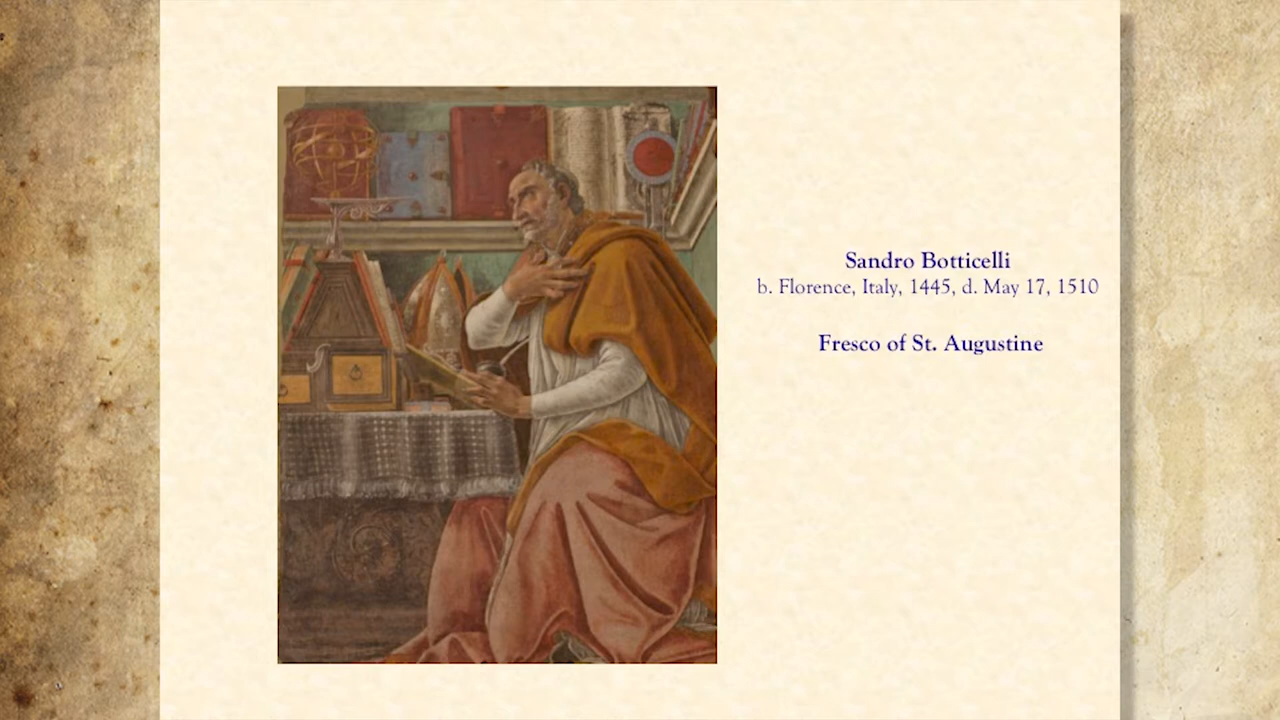 Sandro Botticelli
b. Florence, Italy, 1445, d. May 17, 1510
Fresco of St. Augustine